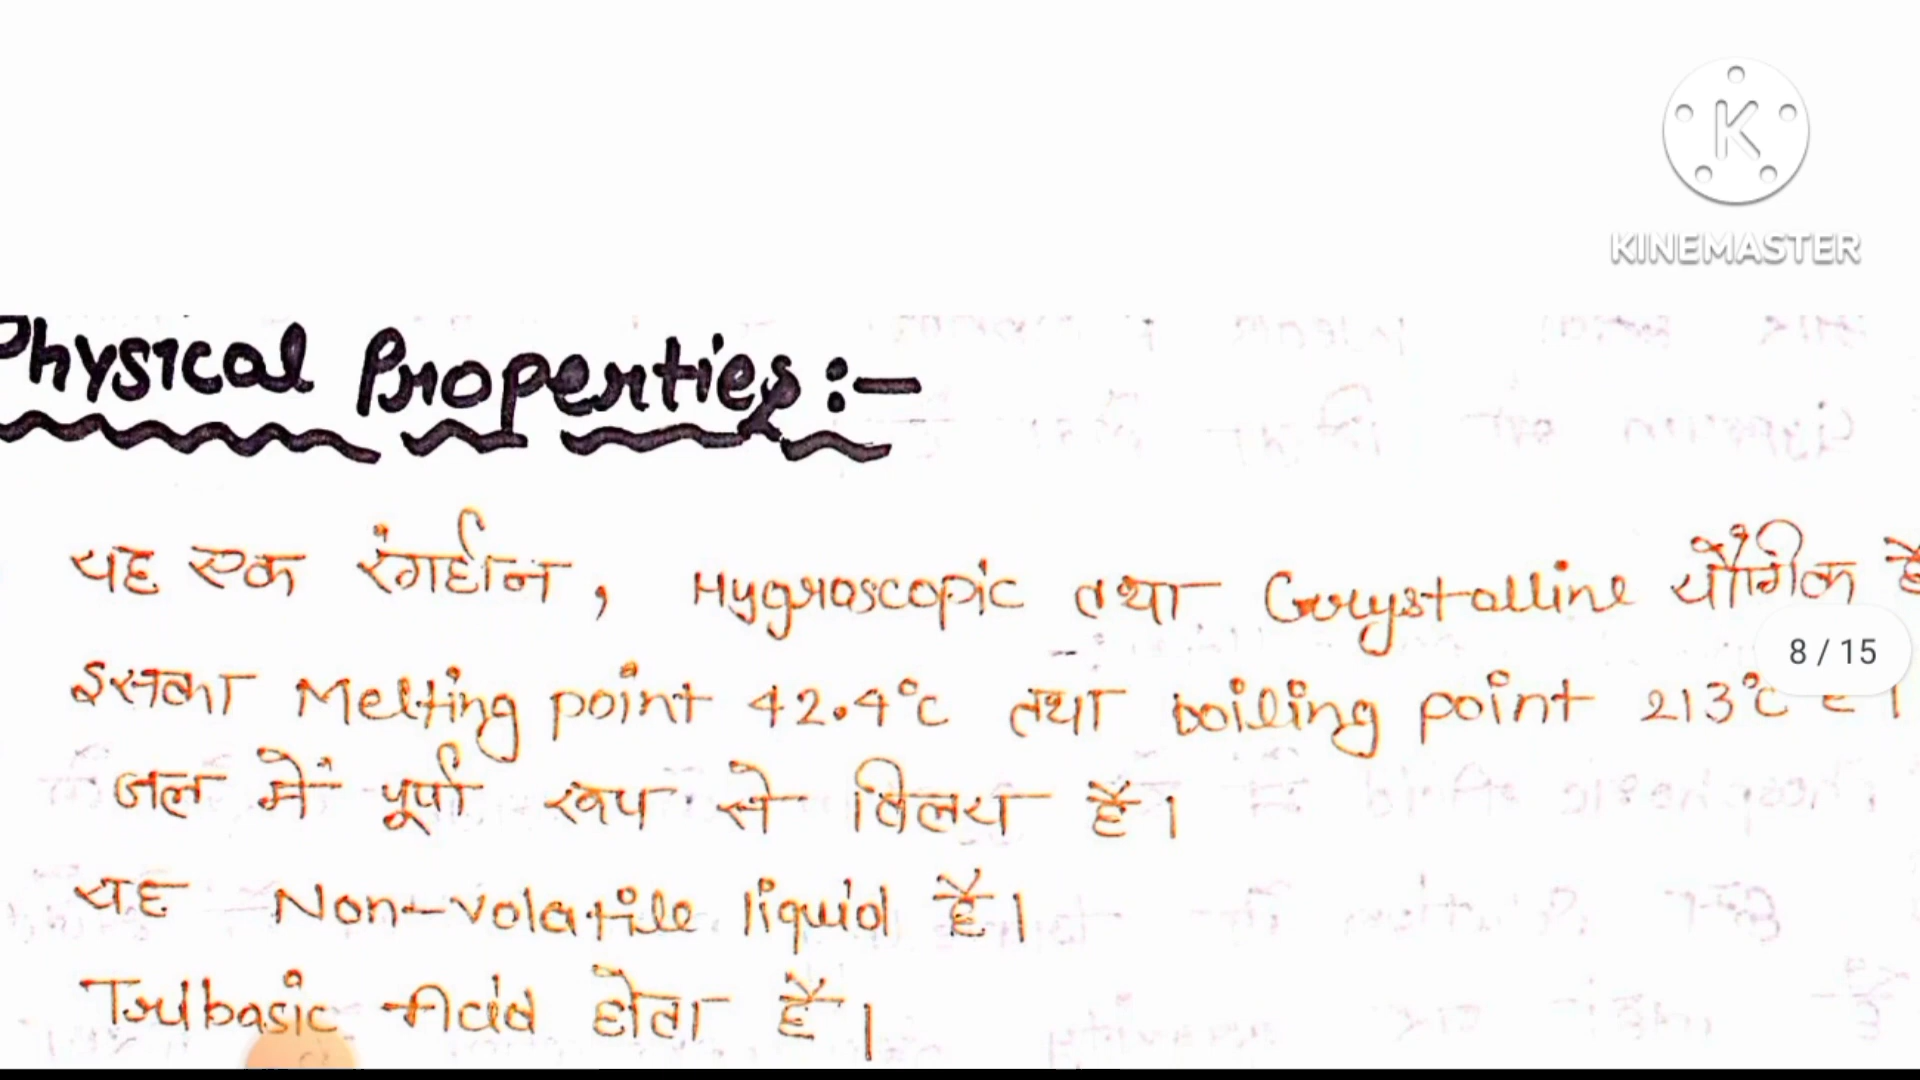 KINEMASTER
Physical Properties :-
यह एक रंगहीन , Hygroscopic तथा Crystalline यौगिक है
8 / 15
इसका Melting point 42.4°c तथा boiling point 213°c है।
जल में पूर्ण रूप से विलय है।
यह Non-volatile liquid है।
Tribasic Acid होता है।